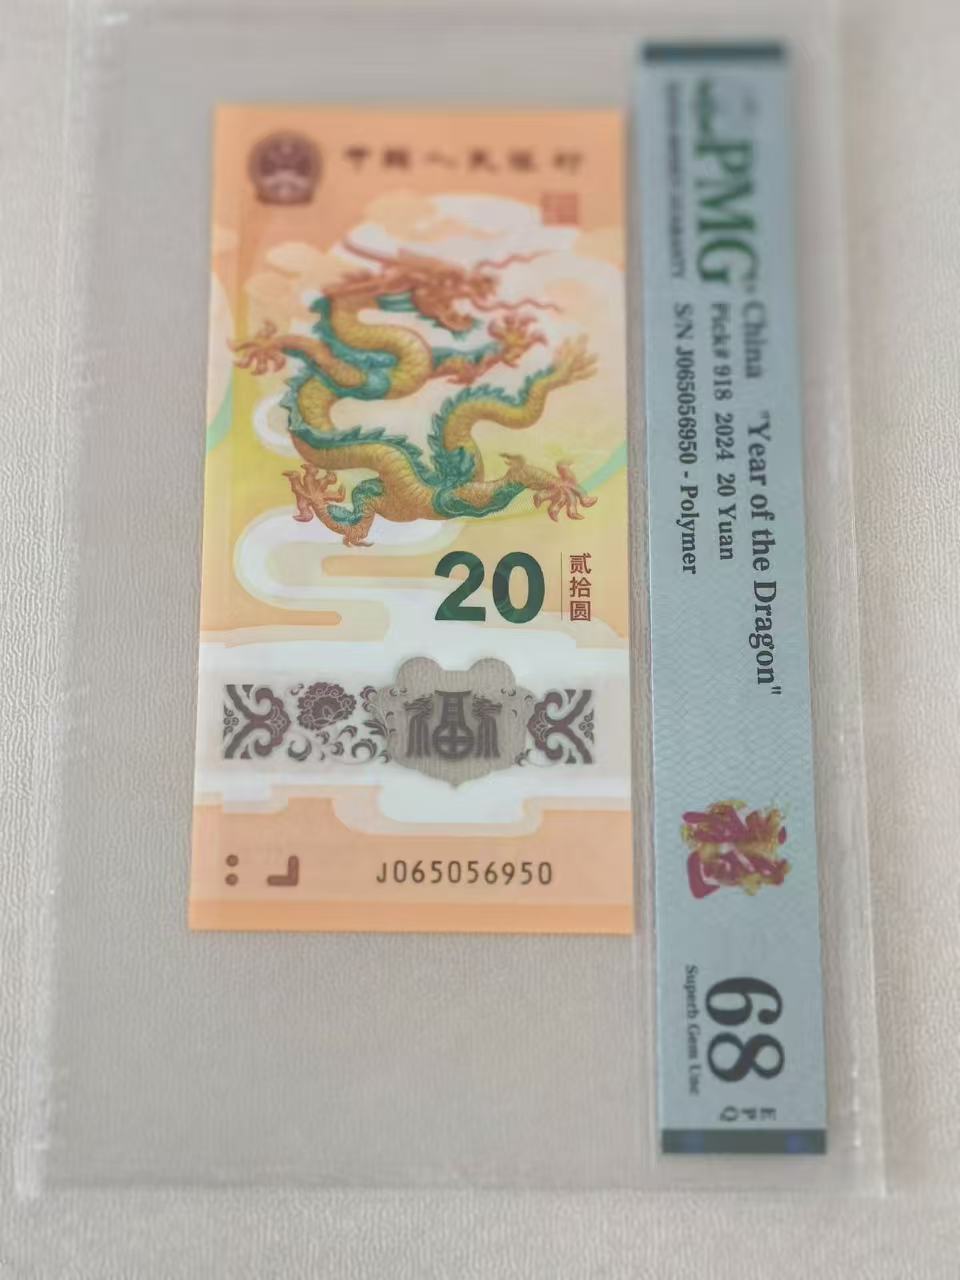 中国人民银行
20
贰拾圆
福
J065056950
PMG
China "Year of the Dragon"
Pick# 918 2024 20 Yuan
S/N J065056950 - Polymer
68
EPQ
Superb Gem Unc